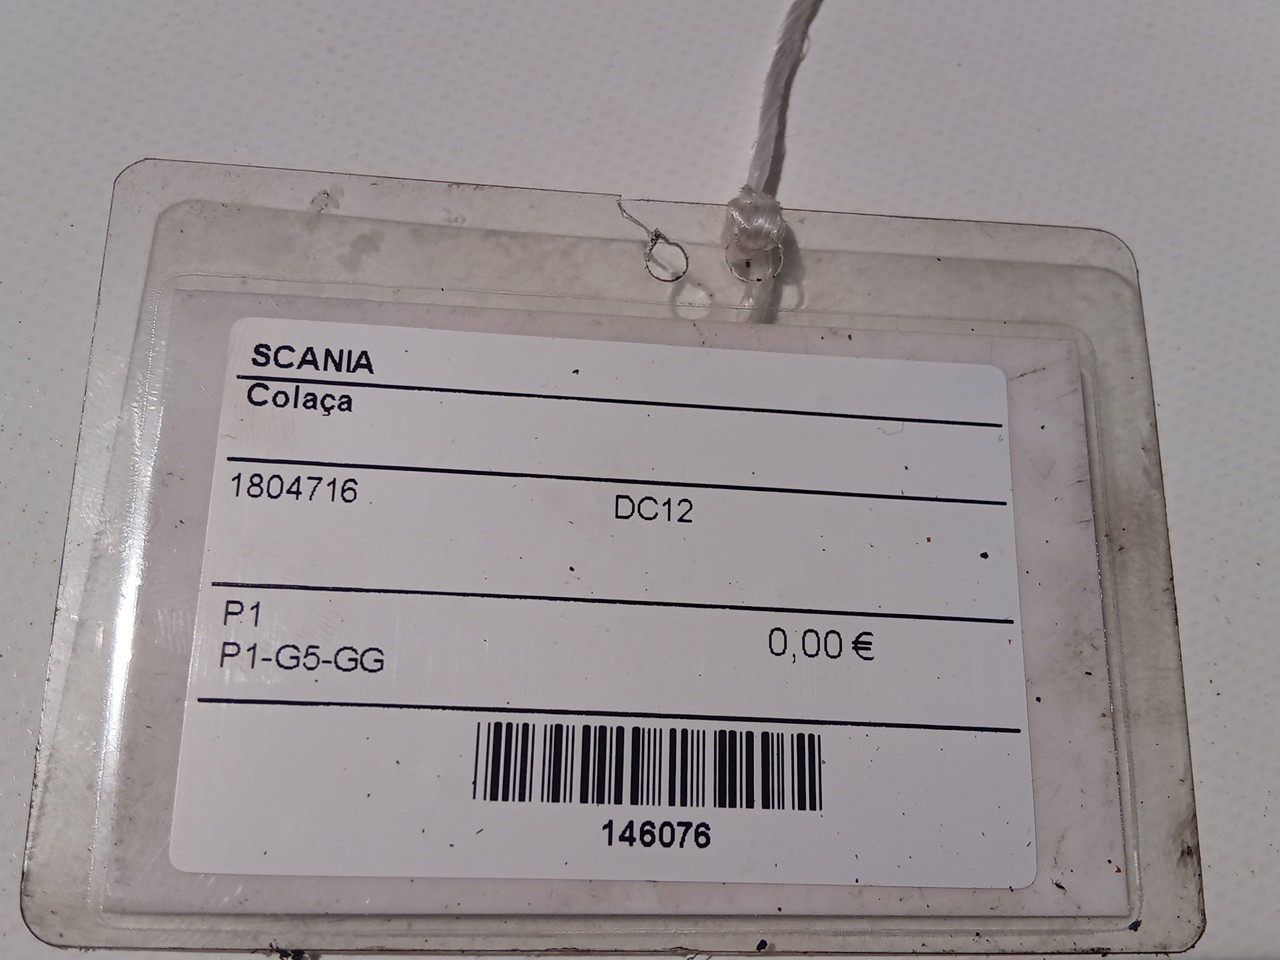 SCANIA
Colaça
1804716 DC12
P1
P1-G5-GG 0,00 €
146076